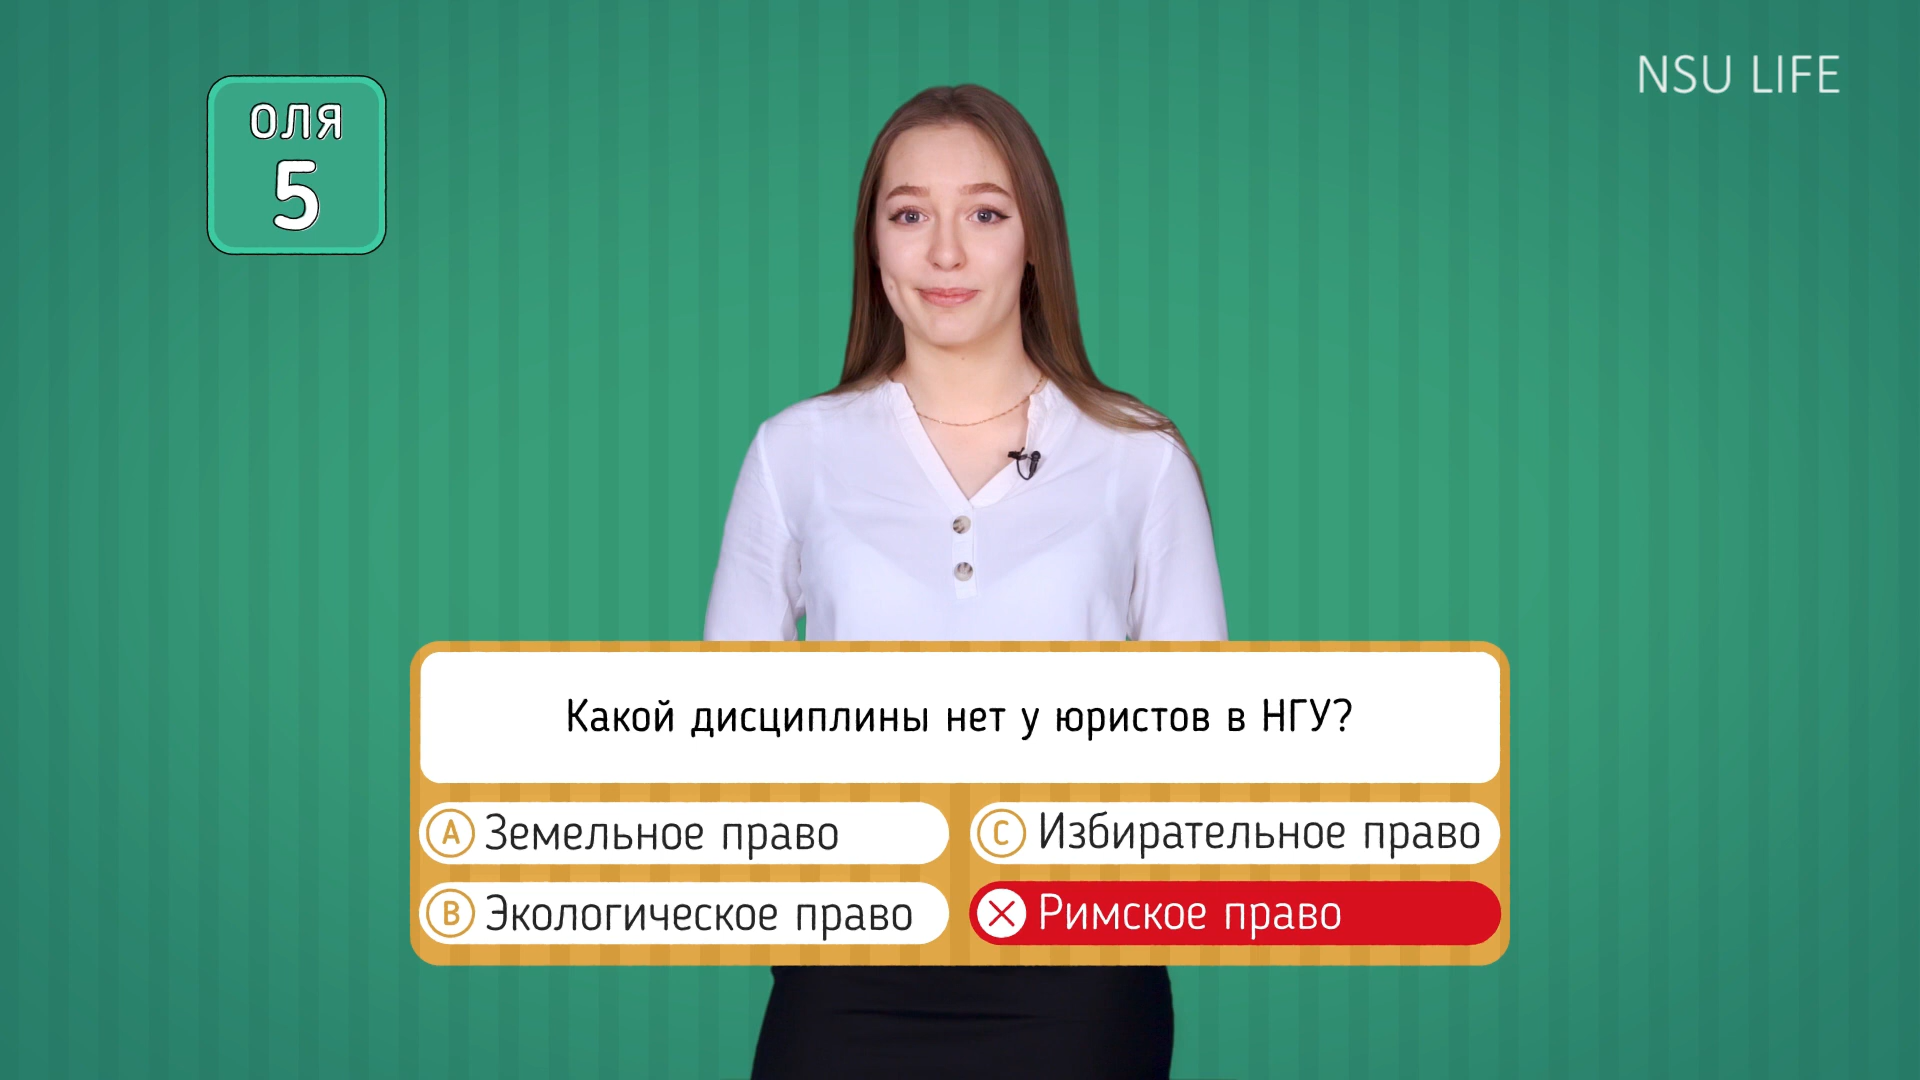 ОЛЯ
5
NSU LIFE
Какой дисциплины нет у юристов в НГУ?
A Земельное право
C Избирательное право
B Экологическое право
Римское право